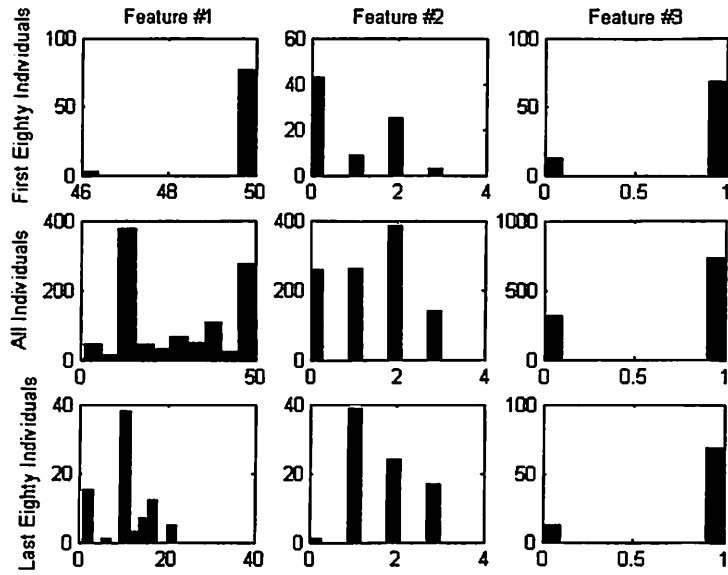 Feature #1 Feature #2 Feature #3
First Eighty Individuals
100 60 100
50 40 50
20
0 0 0
46 48 50 0 2 4 0 0.5 1
All Individuals
400 400 1000
200 200 500
0 0 0
0 50 0 2 4 0 0.5 1
Last Eighty Individuals
40 40 100
20 20 50
0 0 0
0 20 40 0 2 4 0 0.5 1